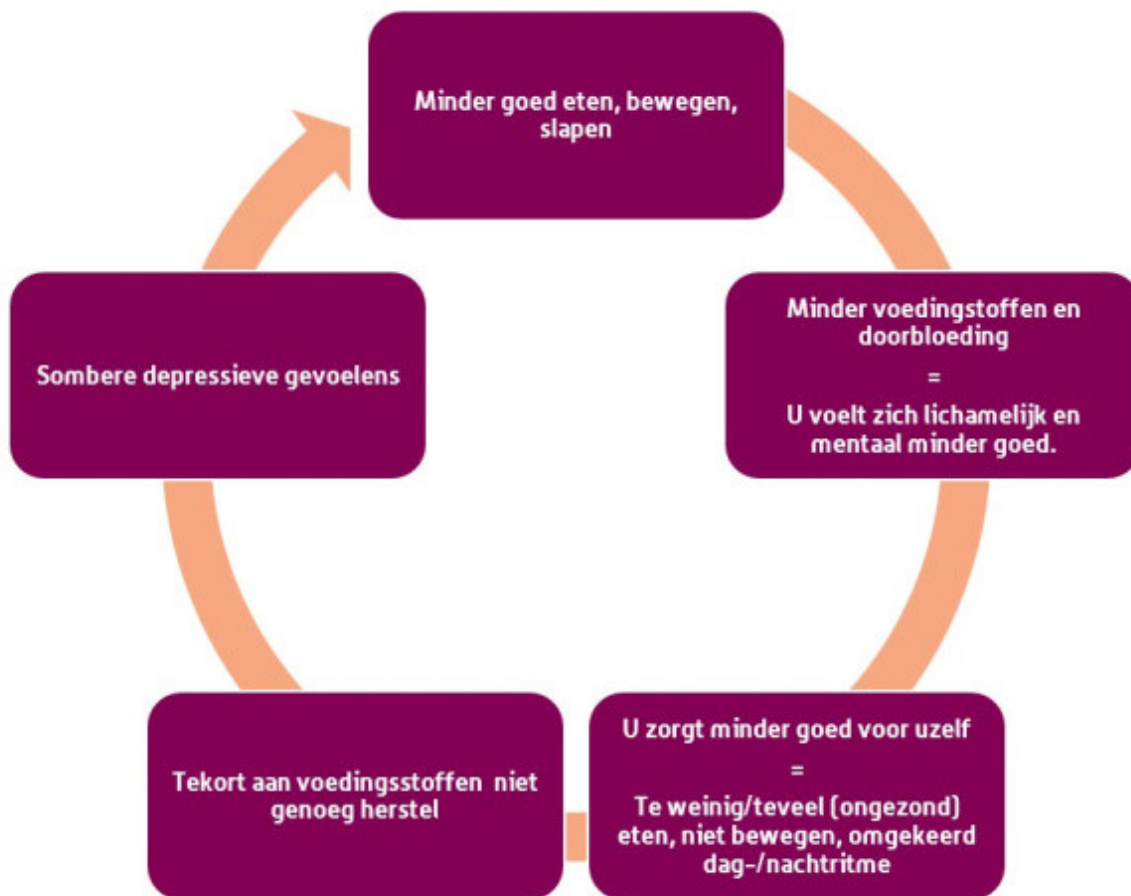 Minder goed eten, bewegen,
slapen
Minder voedingstoffen en
doorbloeding
=
U voelt zich lichamelijk en
mentaal minder goed.
U zorgt minder goed voor uzelf
=
Te weinig/teveel (ongezond)
eten, niet bewegen, omgekeerd
dag-/nachtritme
Tekort aan voedingsstoffen niet
genoeg herstel
Sombere depressieve gevoelens